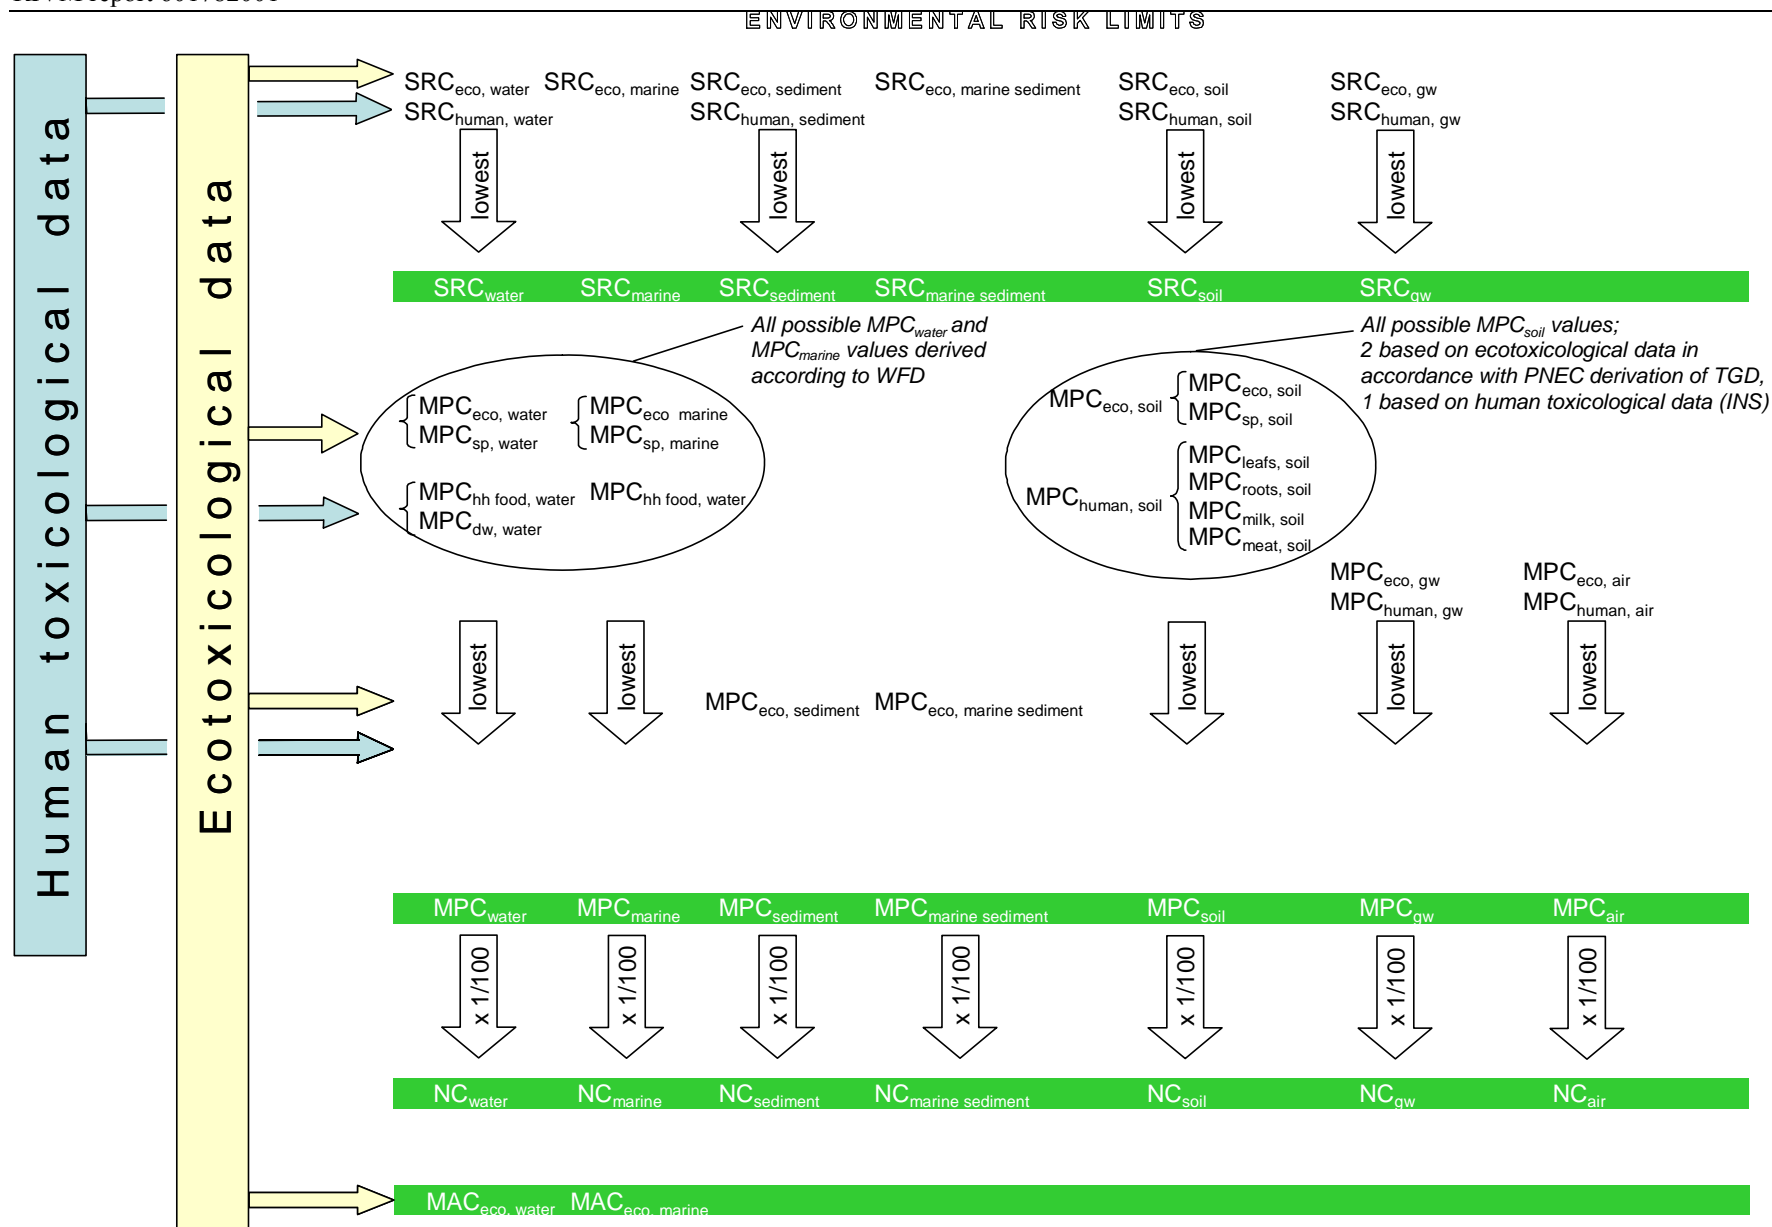 ENVIRONMENTAL RISK LIMITS
Human toxicological data
Ecotoxicological data
SRCeco, water SRCeco, marine SRCeco, sediment SRCeco, marine sediment SRCeco, soil SRCeco, gw
SRChuman, water SRChuman, sediment SRChuman, soil SRChuman, gw
lowest lowest lowest lowest
SRCwater SRCmarine SRCsediment SRCmarine sediment SRCsoil SRCgw
All possible MPCwater and
MPCmarine values derived
according to WFD
All possible MPCsoil values;
2 based on ecotoxicological data in
accordance with PNEC derivation of TGD,
1 based on human toxicological data (INS)
MPCeco, water MPCeco marine
MPCsp, water MPCsp, marine
MPChh food, water MPChh food, water
MPCdw, water
MPCeco, soil
MPCeco, soil
MPCsp, soil
MPChuman, soil
MPCleafs, soil
MPCroots, soil
MPCmilk, soil
MPCmeat, soil
MPCeco, gw MPCeco, air
MPChuman, gw MPChuman, air
lowest lowest lowest lowest lowest
MPCeco, sediment MPCeco, marine sediment
MPCwater MPCmarine MPCsediment MPCmarine sediment MPCsoil MPCgw MPCair
x 1/100 x 1/100 x 1/100 x 1/100 x 1/100 x 1/100 x 1/100
NCwater NCmarine NCsediment NCmarine sediment NCsoil NCgw NCair
MACeco, water MACeco, marine